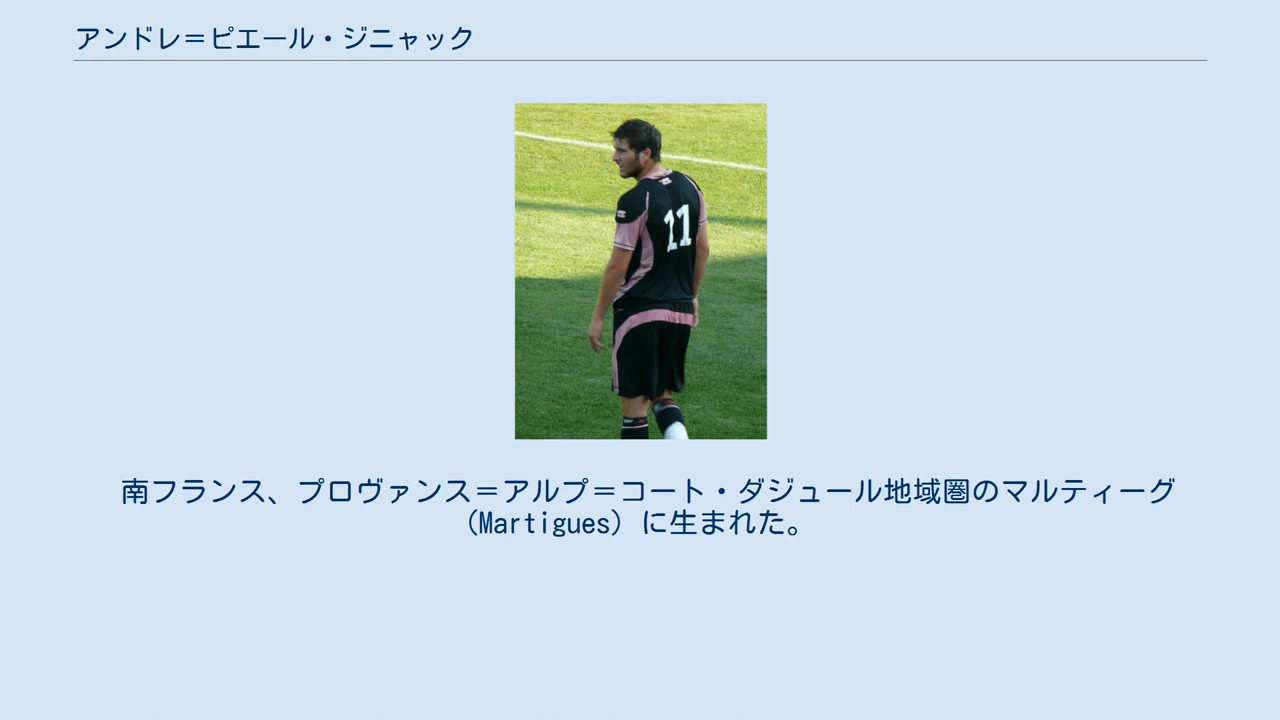 アンドレ＝ピエール・ジニャック
11
南フランス、プロヴァンス＝アルプ＝コート・ダジュール地域圏のマルティーグ
(Martigues) に生まれた。